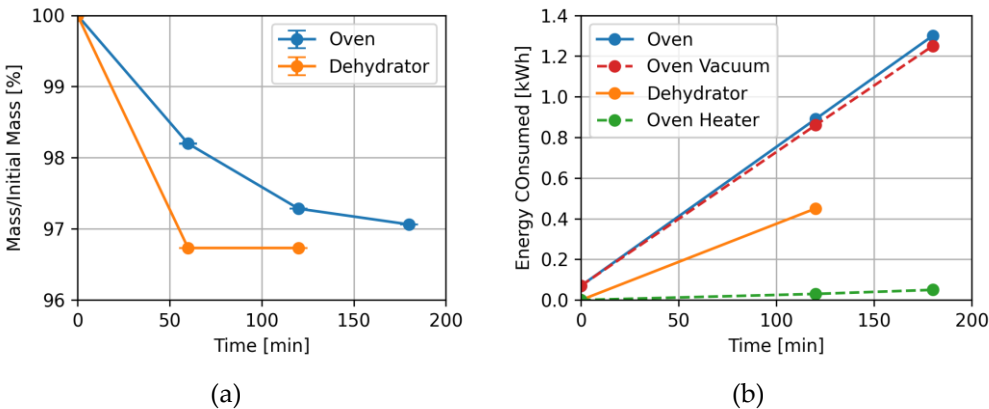 100
99
98
97
96
Mass/Initial Mass [%]
Oven
Dehydrator
0
50
100
150
200
Time [min]
(a)
1.4
1.2
1.0
0.8
0.6
0.4
0.2
0.0
Energy COnsumed [kWh]
Oven
Oven Vacuum
Dehydrator
Oven Heater
0
50
100
150
200
Time [min]
(b)